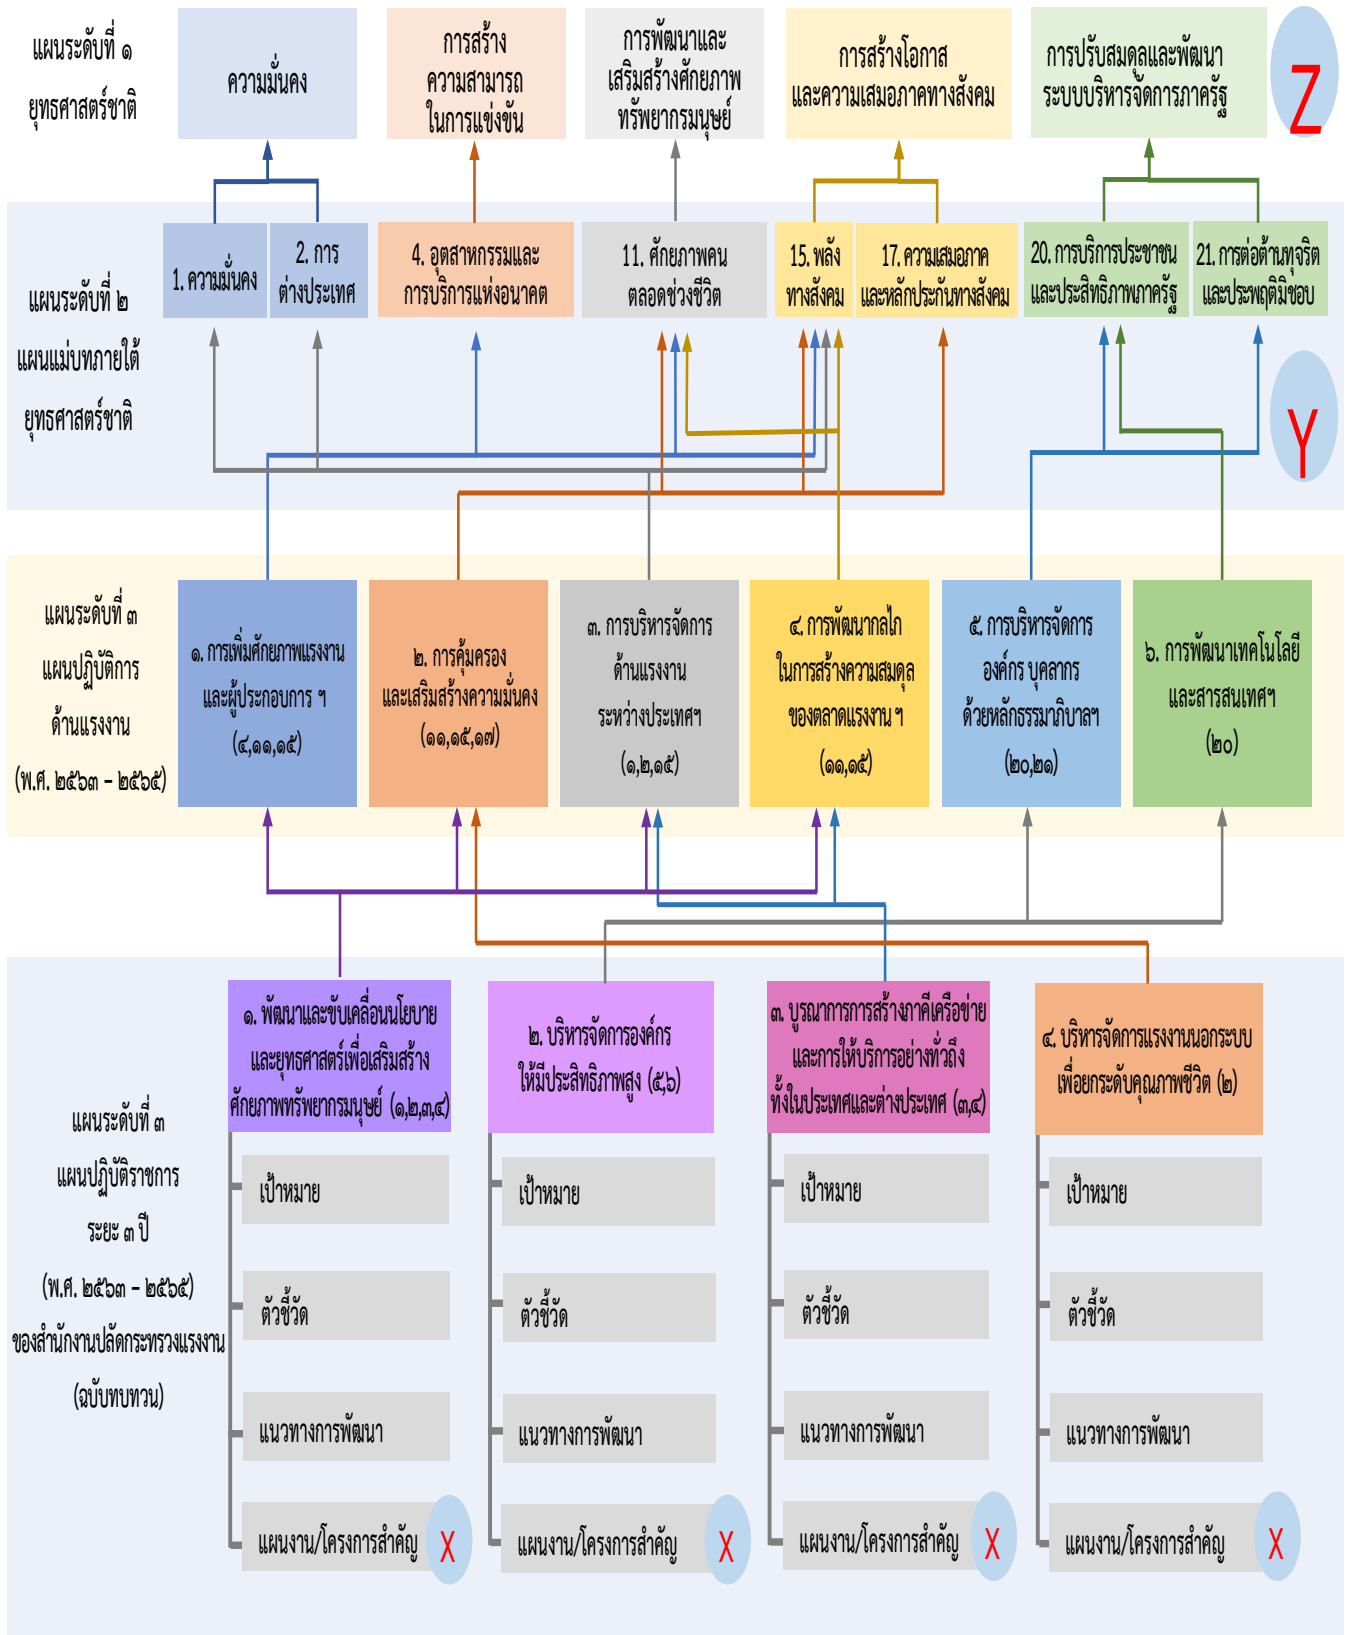 แผนระดับที่ ๑
ยุทธศาสตร์ชาติ
ความมั่นคง
การสร้าง
ความสามารถ
ในการแข่งขัน
การพัฒนาและ
เสริมสร้างศักยภาพ
ทรัพยากรมนุษย์
การสร้างโอกาส
และความเสมอภาคทางสังคม
การปรับสมดุลและพัฒนา
ระบบบริหารจัดการภาครัฐ
Z
แผนระดับที่ ๒
แผนแม่บทภายใต้
ยุทธศาสตร์ชาติ
1. ความมั่นคง
2. การ
ต่างประเทศ
4. อุตสาหกรรมและ
การบริการแห่งอนาคต
11. ศักยภาพคน
ตลอดช่วงชีวิต
15. พลัง
ทางสังคม
17. ความเสมอภาค
และหลักประกันทางสังคม
20. การบริการประชาชน
และประสิทธิภาพภาครัฐ
21. การต่อต้านทุจริต
และประพฤติมิชอบ
Y
แผนระดับที่ ๓
แผนปฏิบัติการ
ด้านแรงงาน
(พ.ศ. ๒๕๖๓ – ๒๕๖๕)
๑. การเพิ่มศักยภาพแรงงาน
และผู้ประกอบการ ฯ
(๔,๑๑,๑๕)
๒. การคุ้มครอง
และเสริมสร้างความมั่นคง
(๑๑,๑๕,๑๗)
๓. การบริหารจัดการ
ด้านแรงงาน
ระหว่างประเทศฯ
(๑,๒,๑๕)
๔. การพัฒนากลไก
ในการสร้างความสมดุล
ของตลาดแรงงาน ฯ
(๑๑,๑๕)
๕. การบริหารจัดการ
องค์กร บุคลากร
ด้วยหลักธรรมาภิบาลฯ
(๒๐,๒๑)
๖. การพัฒนาเทคโนโลยี
และสารสนเทศฯ
(๒๐)
แผนระดับที่ ๓
แผนปฏิบัติราชการ
ระยะ ๓ ปี
(พ.ศ. ๒๕๖๓ – ๒๕๖๕)
ของสำนักงานปลัดกระทรวงแรงงาน
(ฉบับทบทวน)
๑. พัฒนาและขับเคลื่อนนโยบาย
และยุทธศาสตร์เพื่อเสริมสร้าง
ศักยภาพทรัพยากรมนุษย์ (๑,๒,๓,๔)
เป้าหมาย
ตัวชี้วัด
แนวทางการพัฒนา
แผนงาน/โครงการสำคัญ
X
๒. บริหารจัดการองค์กร
ให้มีประสิทธิภาพสูง (๕,๖)
เป้าหมาย
ตัวชี้วัด
แนวทางการพัฒนา
แผนงาน/โครงการสำคัญ
X
๓. บูรณาการการสร้างภาคีเครือข่าย
และการให้บริการอย่างทั่วถึง
ทั้งในประเทศและต่างประเทศ (๓,๔)
เป้าหมาย
ตัวชี้วัด
แนวทางการพัฒนา
แผนงาน/โครงการสำคัญ
X
๔. บริหารจัดการแรงงานนอกระบบ
เพื่อยกระดับคุณภาพชีวิต (๒)
เป้าหมาย
ตัวชี้วัด
แนวทางการพัฒนา
แผนงาน/โครงการสำคัญ
X